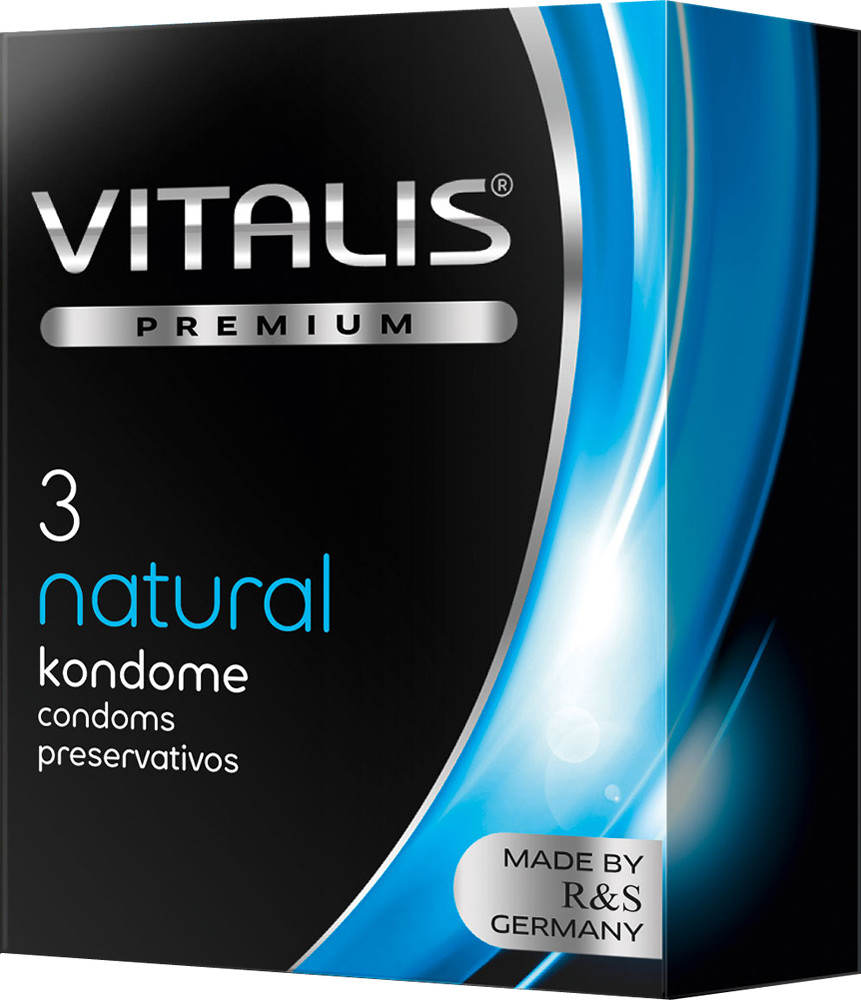 VITALIS®
PREMIUM
3
natural
kondome
condoms
preservativos
MADE BY
R&S
GERMANY